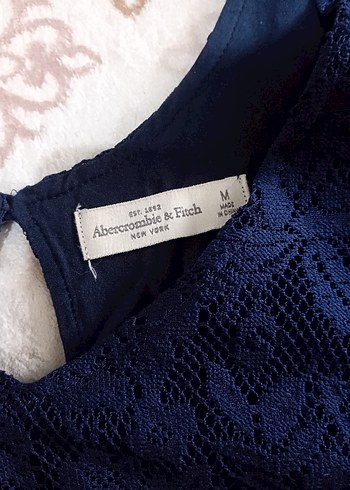 EST. 1892
Abercrombie & Fitch
NEW YORK
M
MADE
IN CHINA